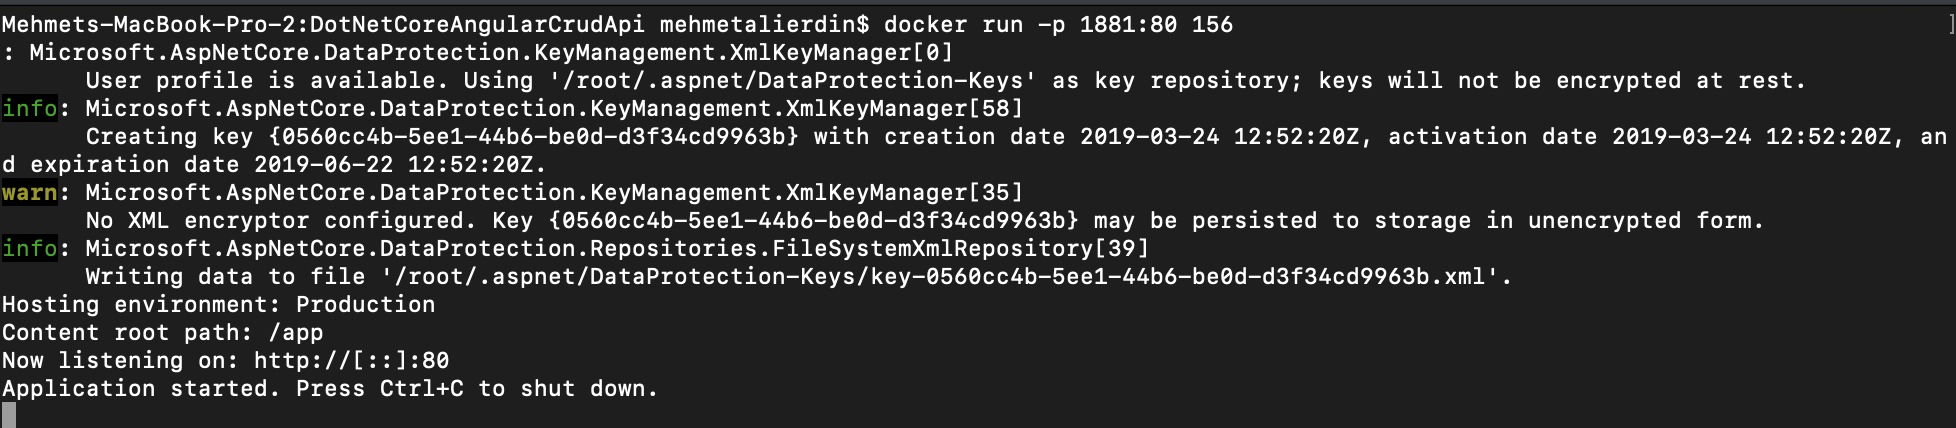 Mehmets-MacBook-Pro-2:DotNetCoreAngularCrudApi mehmetalierdin$ docker run -p 1881:80 156 ]
: Microsoft.AspNetCore.DataProtection.KeyManagement.XmlKeyManager[0]
User profile is available. Using '/root/.aspnet/DataProtection-Keys' as key repository; keys will not be encrypted at rest.
info: Microsoft.AspNetCore.DataProtection.KeyManagement.XmlKeyManager[58]
Creating key {0560cc4b-5ee1-44b6-be0d-d3f34cd9963b} with creation date 2019-03-24 12:52:20Z, activation date 2019-03-24 12:52:20Z, an
d expiration date 2019-06-22 12:52:20Z.
warn: Microsoft.AspNetCore.DataProtection.KeyManagement.XmlKeyManager[35]
No XML encryptor configured. Key {0560cc4b-5ee1-44b6-be0d-d3f34cd9963b} may be persisted to storage in unencrypted form.
info: Microsoft.AspNetCore.DataProtection.Repositories.FileSystemXmlRepository[39]
Writing data to file '/root/.aspnet/DataProtection-Keys/key-0560cc4b-5ee1-44b6-be0d-d3f34cd9963b.xml'.
Hosting environment: Production
Content root path: /app
Now listening on: http://[::]:80
Application started. Press Ctrl+C to shut down.